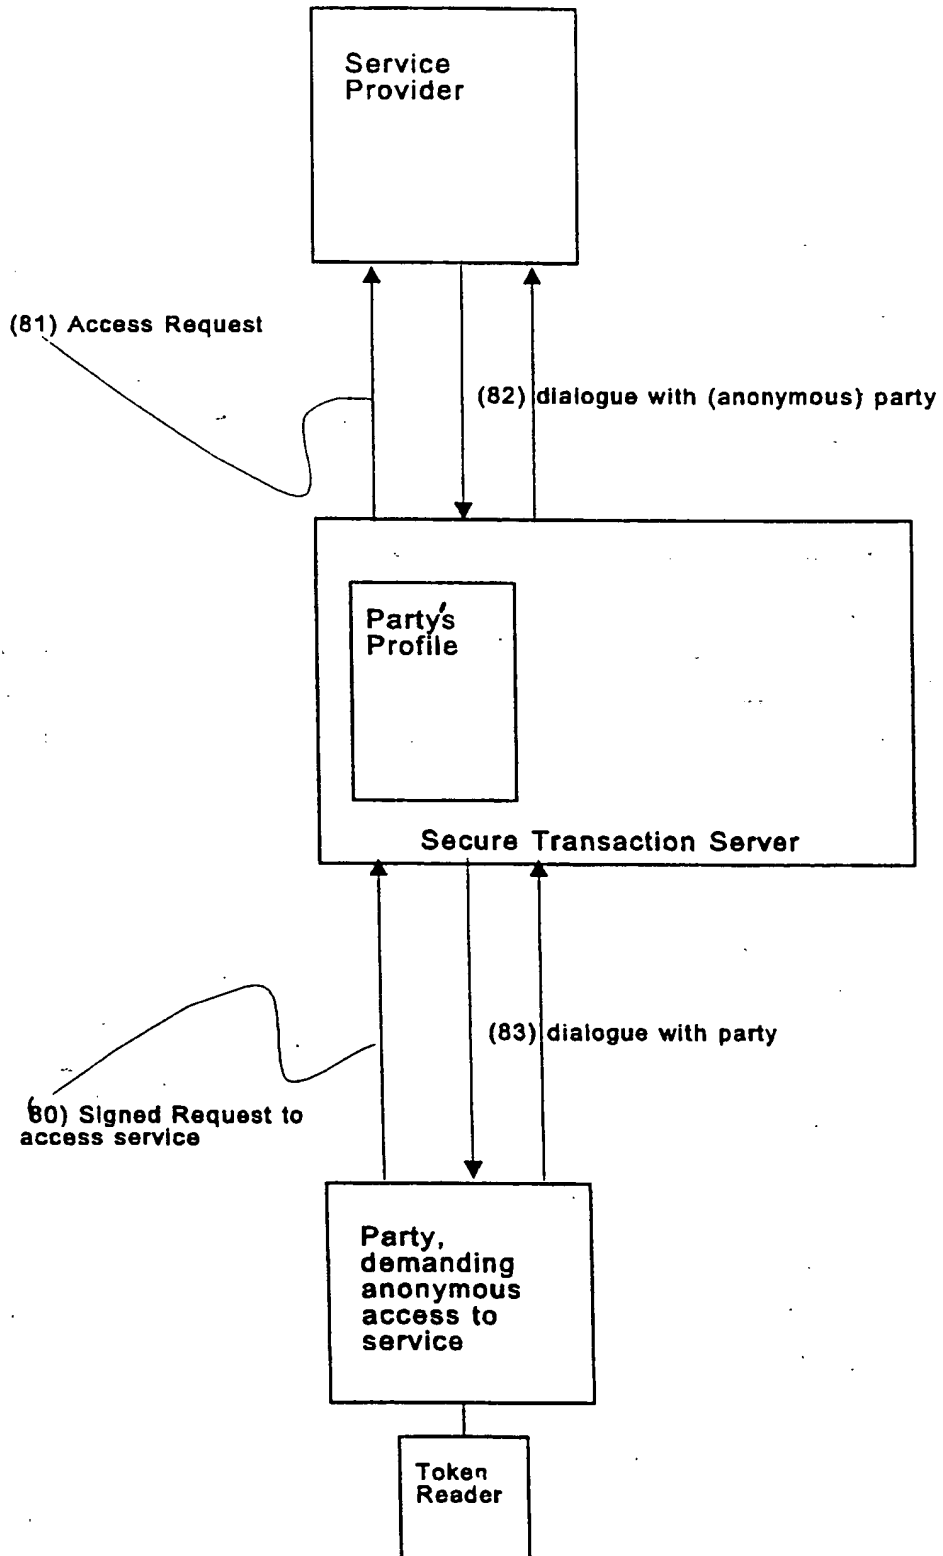 Service
Provider
(81) Access Request
(82) dialogue with (anonymous) party
Party's
Profile
Secure Transaction Server
(83) dialogue with party
(80) Signed Request to
access service
Party,
demanding
anonymous
access to
service
Token
Reader